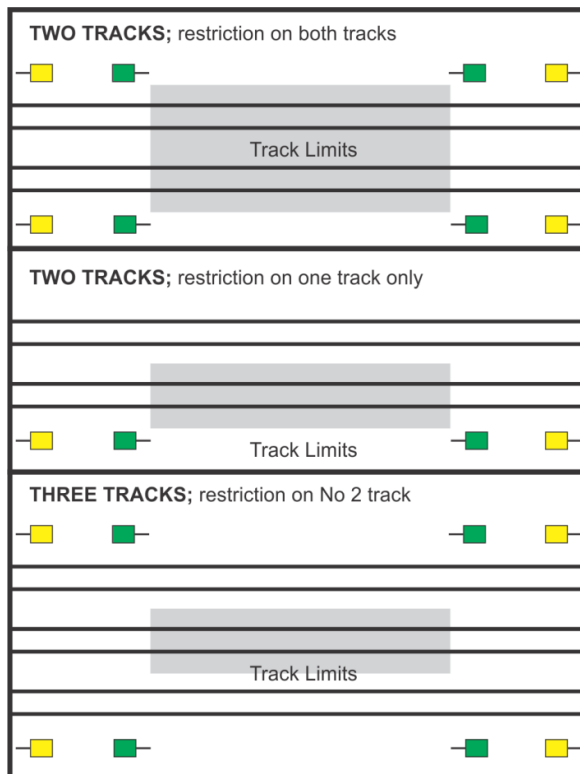 TWO TRACKS; restriction on both tracks
Track Limits
TWO TRACKS; restriction on one track only
Track Limits
THREE TRACKS; restriction on No 2 track
Track Limits